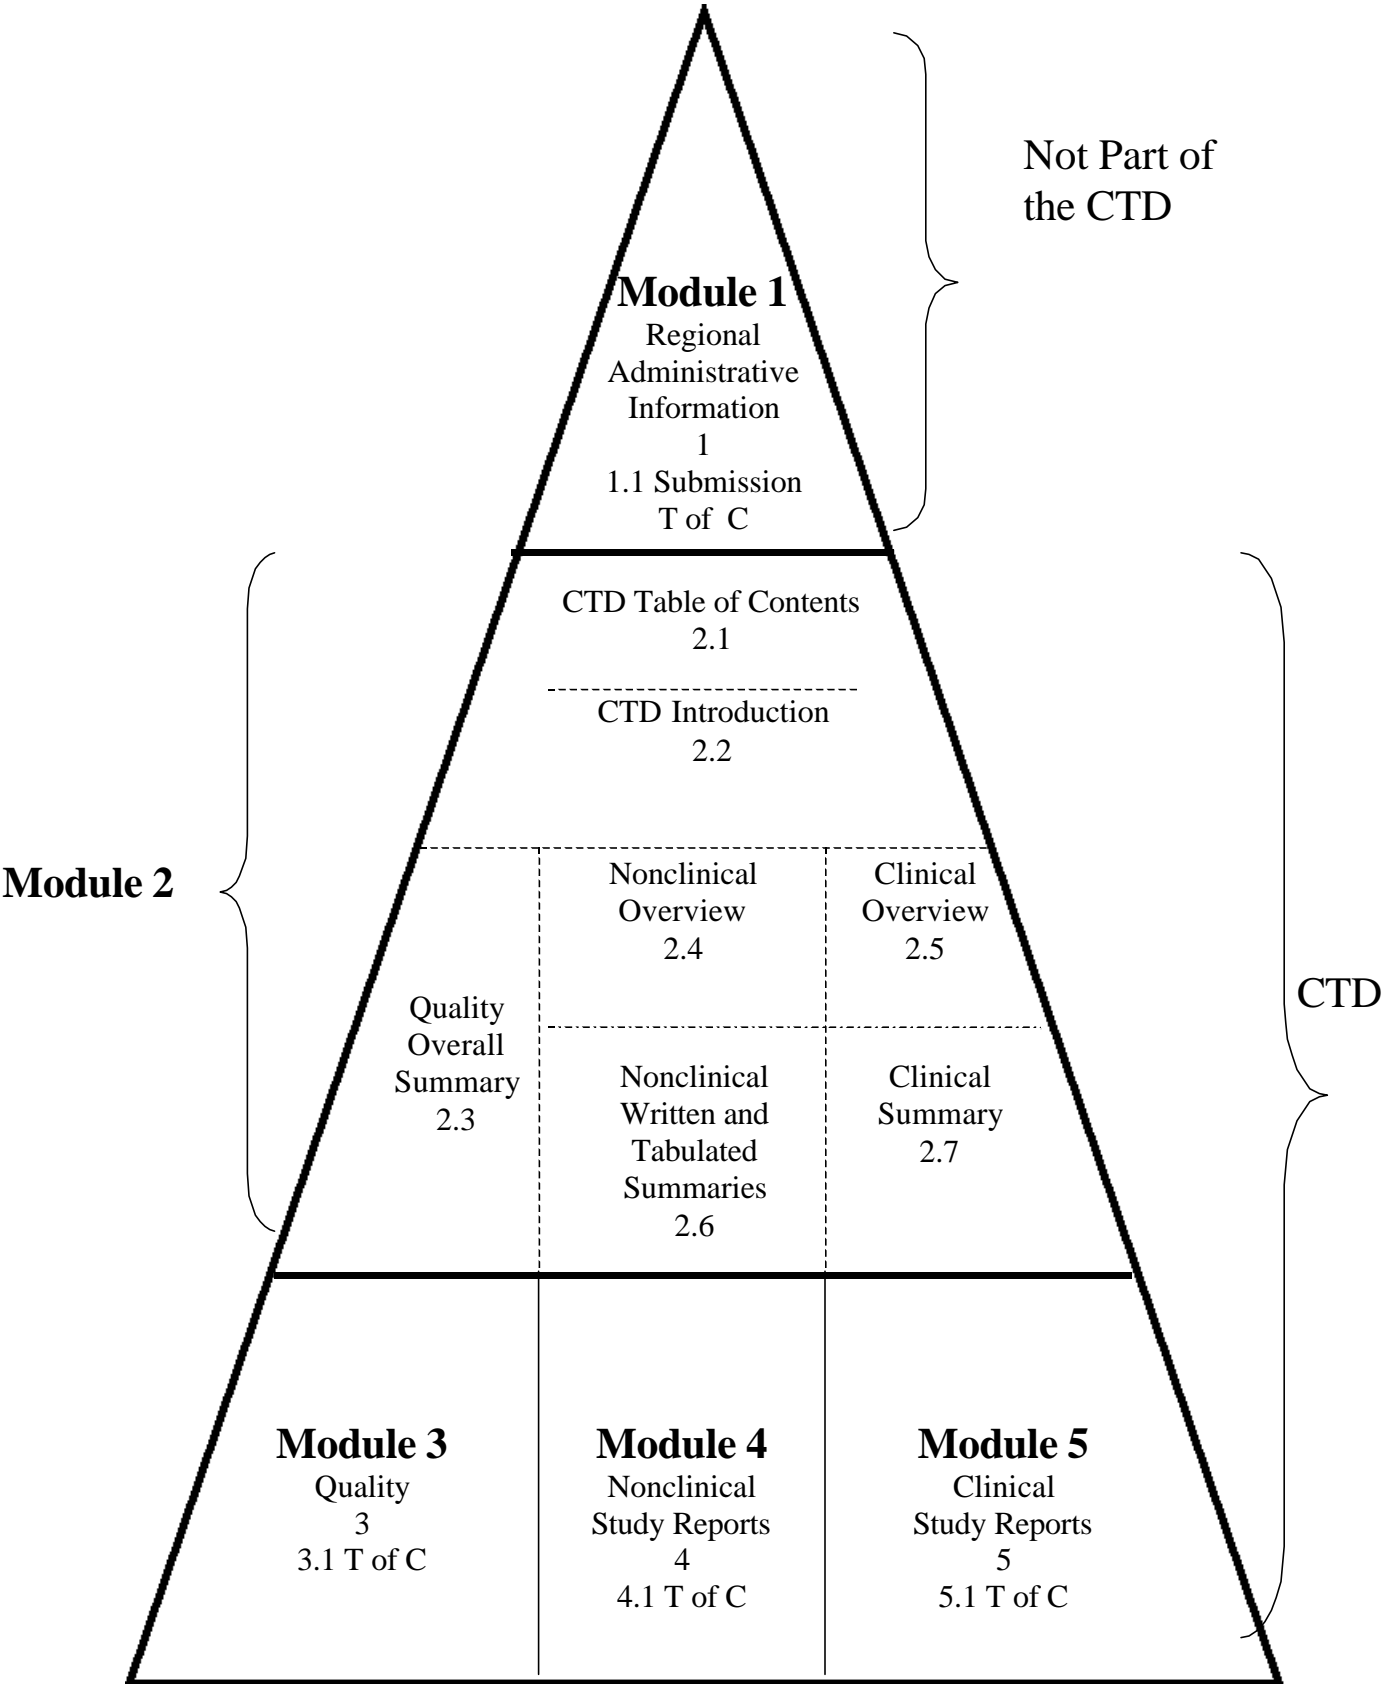 Not Part of
the CTD
Module 1
Regional
Administrative
Information
1
1.1 Submission
T of C
CTD Table of Contents
2.1
CTD Introduction
2.2
Module 2
Nonclinical
Overview
2.4
Clinical
Overview
2.5
CTD
Quality
Overall
Summary
2.3
Nonclinical
Written and
Tabulated
Summaries
2.6
Clinical
Summary
2.7
Module 3
Quality
3
3.1 T of C
Module 4
Nonclinical
Study Reports
4
4.1 T of C
Module 5
Clinical
Study Reports
5
5.1 T of C